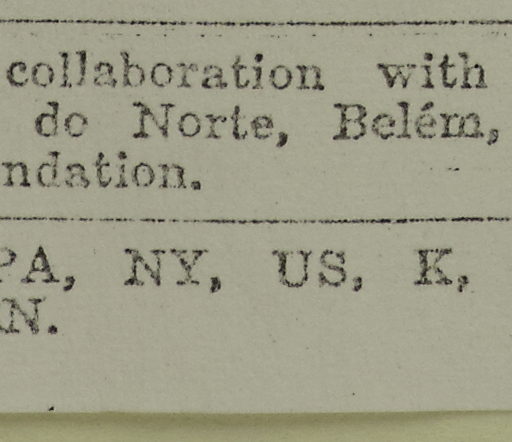 collaboration with
do Norte, Belém,
ndation.
PA, NY, US, K,
N.